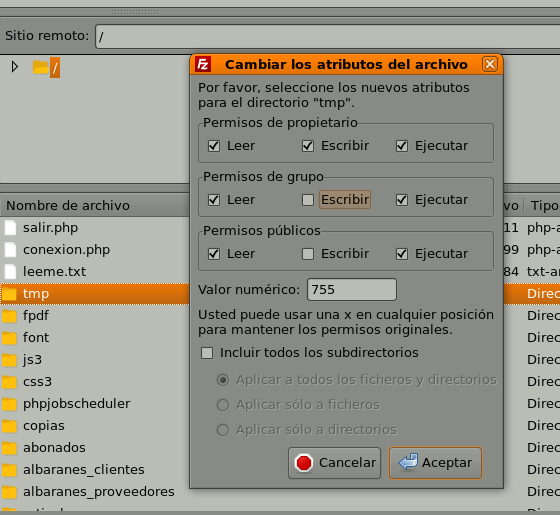 Sitio remoto: /
/
Cambiar los atributos del archivo
Por favor, seleccione los nuevos atributos
para el directorio "tmp".
Permisos de propietario
Leer Escribir Ejecutar
Permisos de grupo
Leer Escribir Ejecutar
Permisos públicos
Leer Escribir Ejecutar
Valor numérico: 755
Usted puede usar una x en cualquier posición
para mantener los permisos originales.
Incluir todos los subdirectorios
Aplicar a todos los ficheros y directorios
Aplicar sólo a ficheros
Aplicar sólo a directorios
Cancelar Aceptar
Nombre de archivo vo Tipo
salir.php 11 php-a
conexion.php 99 php-a
leeme.txt 84 txt-ar
tmp Direc
fpdf Direc
font Direc
js3 Direc
css3 Direc
phpjobscheduler Direc
copias Direc
abonados Direc
albaranes_clientes Direc
albaranes_proveedores Direc